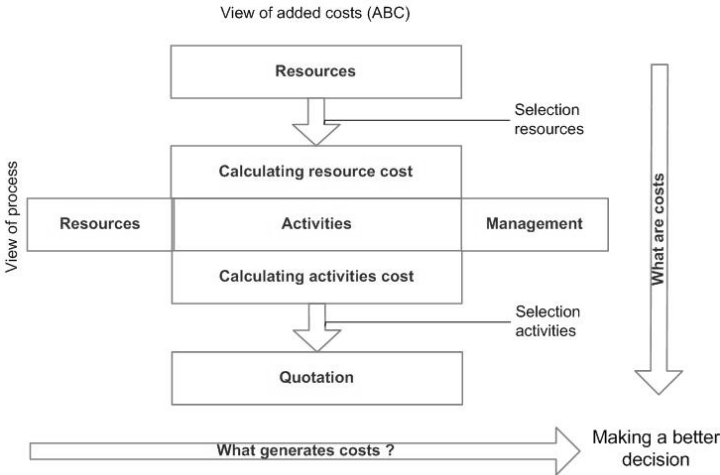 View of added costs (ABC)
Resources
Selection
resources
Calculating resource cost
View of process
Resources
Activities
Management
What are costs
Calculating activities cost
Selection
activities
Quotation
What generates costs ?
Making a better
decision